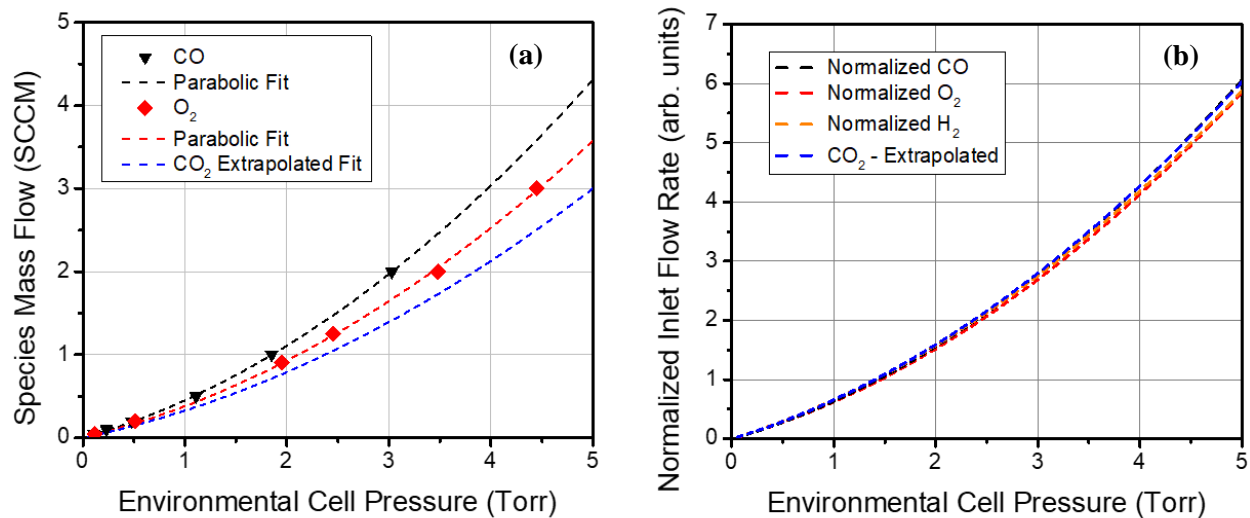 (a)
CO
Parabolic Fit
O₂
Parabolic Fit
CO₂ Extrapolated Fit
Species Mass Flow (SCCM)
5
4
3
2
1
0
0 1 2 3 4 5
Environmental Cell Pressure (Torr)
(b)
Normalized CO
Normalized O₂
Normalized H₂
CO₂ - Extrapolated
Normalized Inlet Flow Rate (arb. units)
7
6
5
4
3
2
1
0
0 1 2 3 4 5
Environmental Cell Pressure (Torr)